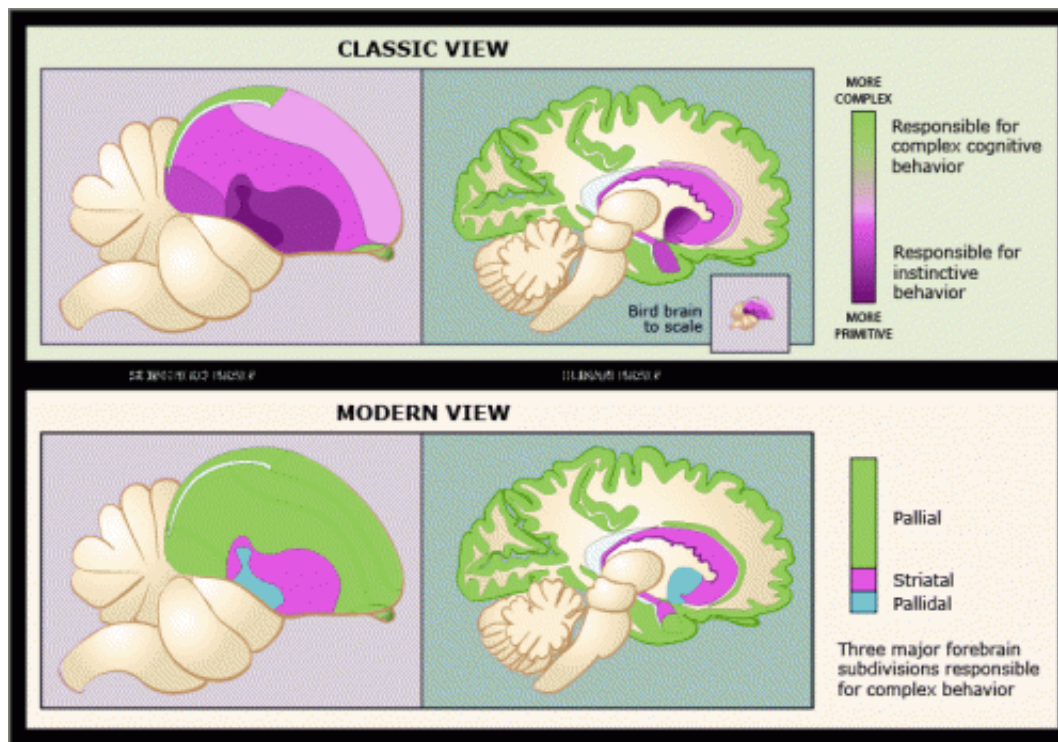 CLASSIC VIEW
MORE
COMPLEX
Responsible for
complex cognitive
behavior
Responsible for
instinctive
behavior
MORE
PRIMITIVE
Bird brain
to scale
MODERN VIEW
Pallial
Striatal
Pallidal
Three major forebrain
subdivisions responsible
for complex behavior